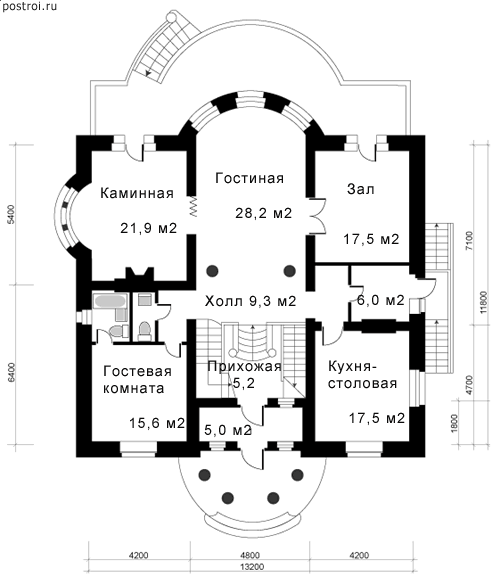 postroi.ru
Каминная
21,9 м2
Гостиная
28,2 м2
Зал
17,5 м2
Холл 9,3 м2
6,0 м2
Прихожая
5,2
Гостевая
комната
15,6 м2
5,0 м2
Кухня-
столовая
17,5 м2
5400
6400
7100
11800
4700
1800
4200
4800
4200
13200